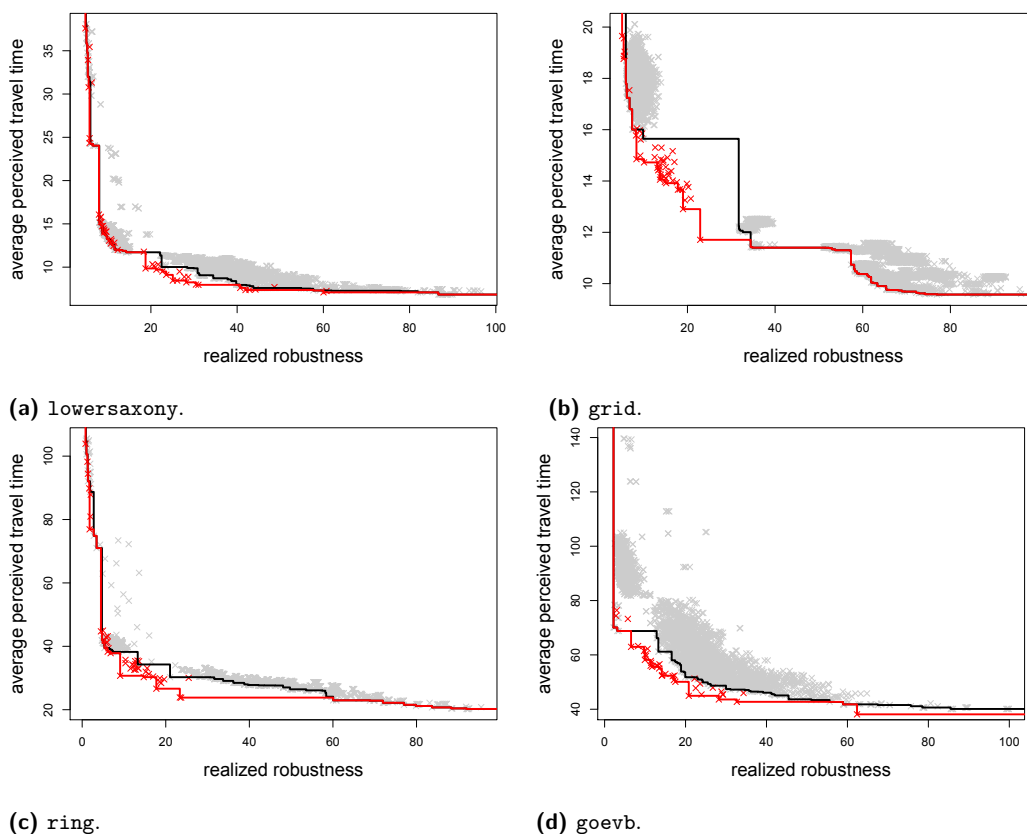 35
30
25
20
15
10
average perceived travel time
20 40 60 80 100
realized robustness
(a) lowersaxony.
20
18
16
14
12
10
average perceived travel time
20 40 60 80
realized robustness
(b) grid.
100
80
60
40
20
average perceived travel time
0 20 40 60 80
realized robustness
(c) ring.
140
120
100
80
60
40
average perceived travel time
0 20 40 60 80 100
realized robustness
(d) goevb.